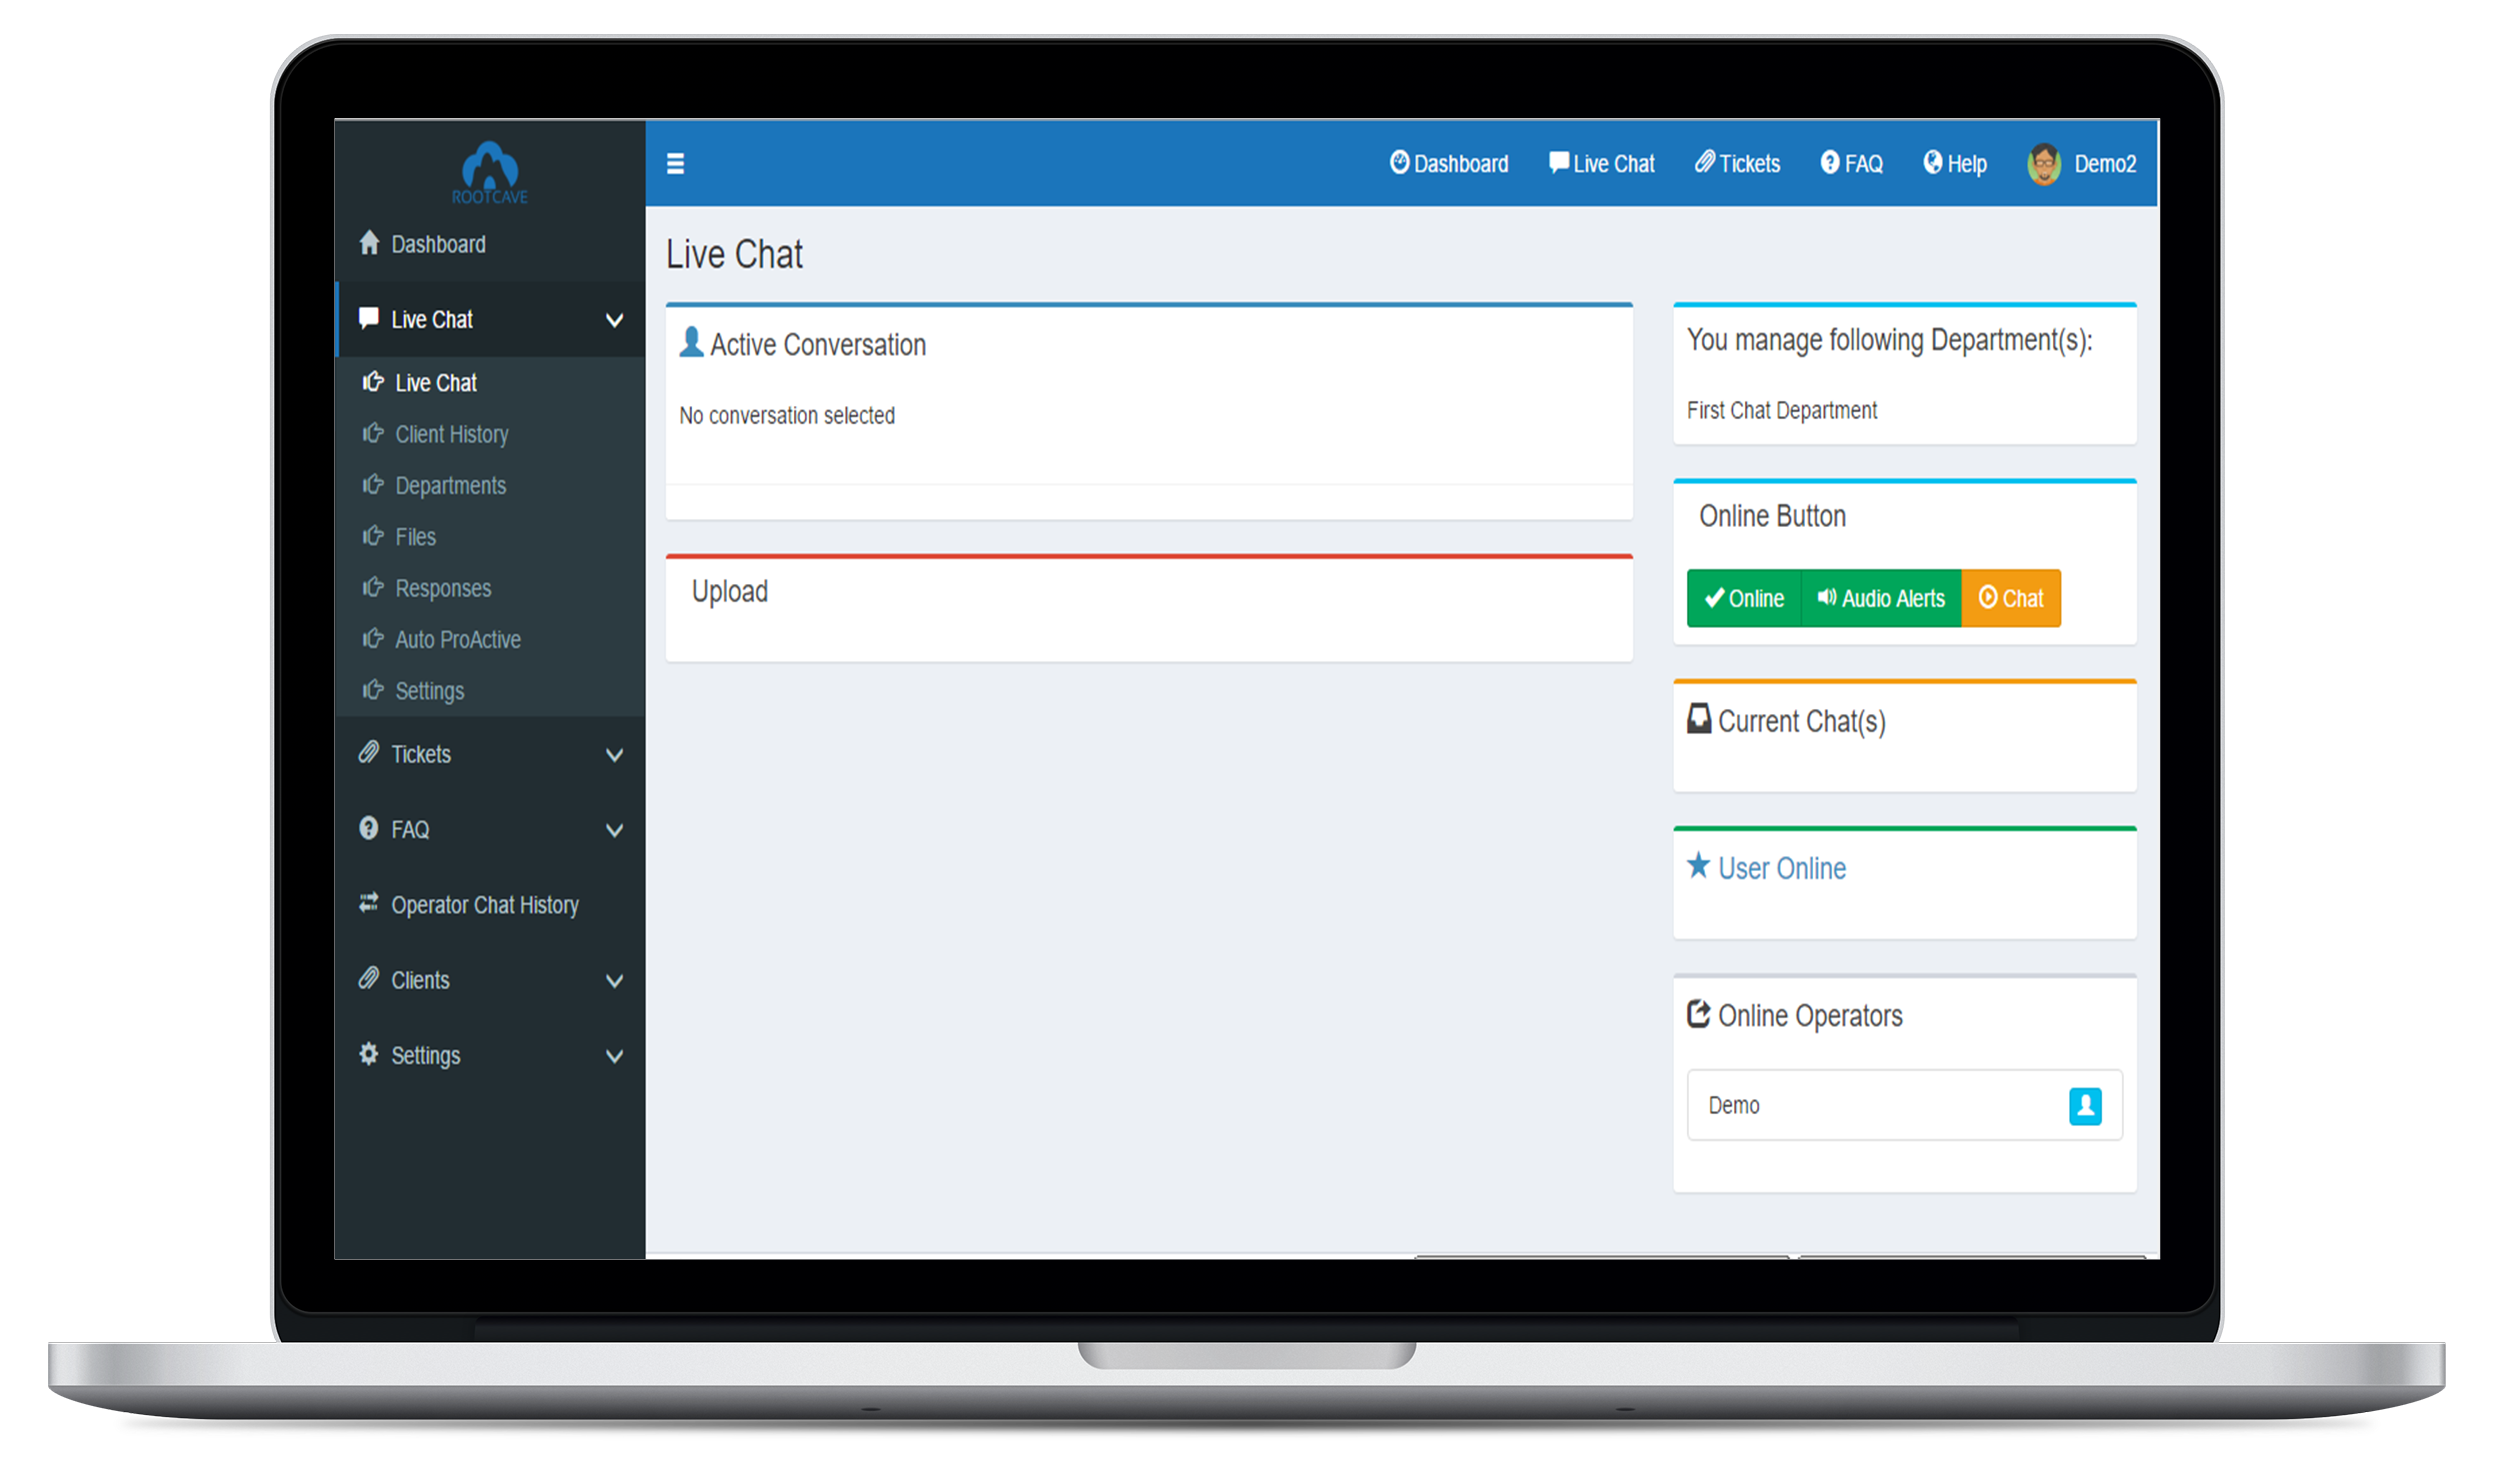 ROOTCAVE
Dashboard
Live Chat
Live Chat
Client History
Departments
Files
Responses
Auto ProActive
Settings
Tickets
FAQ
Operator Chat History
Clients
Settings
Dashboard Live Chat Tickets FAQ Help Demo2
Live Chat
Active Conversation
No conversation selected
Upload
You manage following Department(s):
First Chat Department
Online Button
Online Audio Alerts Chat
Current Chat(s)
User Online
Online Operators
Demo